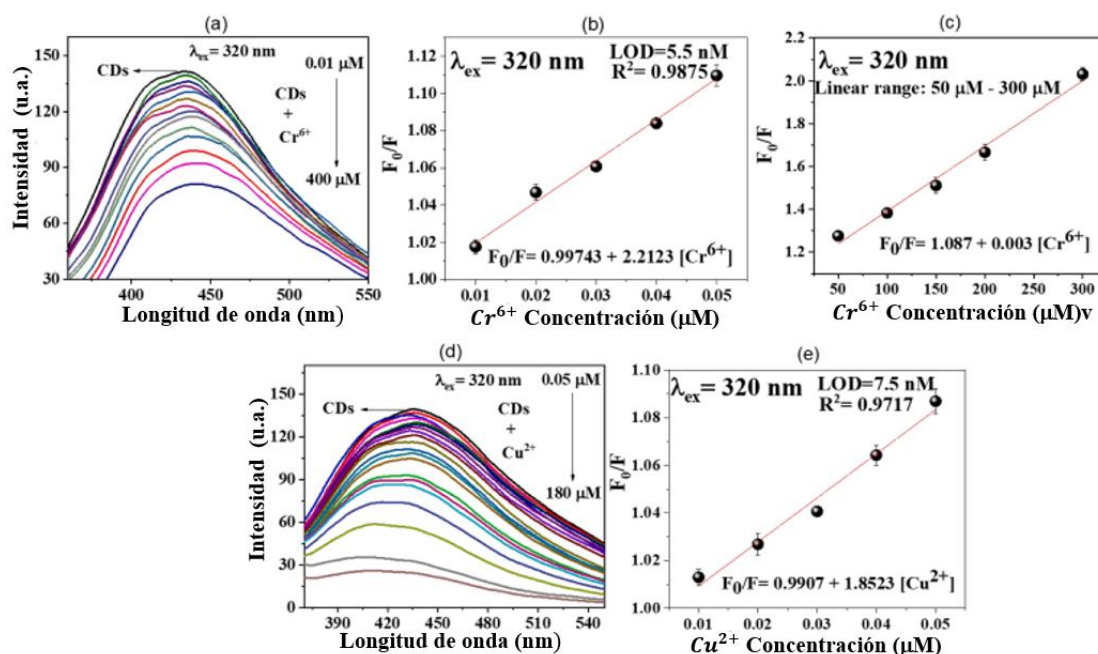 (a)
Intensidad (u.a.)
150
120
90
60
30
λex = 320 nm
CDs
0.01 μM
CDs
+
Cr6+
400 μM
400
450
500
550
Longitud de onda (nm)
(b)
F0/F
1.12
1.10
1.08
1.06
1.04
1.02
1.00
LOD=5.5 nM
λex = 320 nm
R2= 0.9875
F0/F= 0.99743 + 2.2123 [Cr6+]
0.01
0.02
0.03
0.04
0.05
Cr6+ Concentración (μM)
(c)
F0/F
2.2
2.0
1.8
1.6
1.4
1.2
λex = 320 nm
Linear range: 50 μM - 300 μM
F0/F= 1.087 + 0.003 [Cr6+]
50
100
150
200
250
300
Cr6+ Concentración (μM)v
(d)
Intensidad (u.a.)
150
120
90
60
30
0
λex = 320 nm
CDs
0.05 μM
CDs
+
Cu2+
180 μM
390
420
450
480
510
540
Longitud de onda (nm)
(e)
F0/F
1.10
1.08
1.06
1.04
1.02
1.00
LOD=7.5 nM
λex= 320 nm
R2= 0.9717
F0/F= 0.9907 + 1.8523 [Cu2+]
0.01
0.02
0.03
0.04
0.05
Cu2+ Concentración (μM)